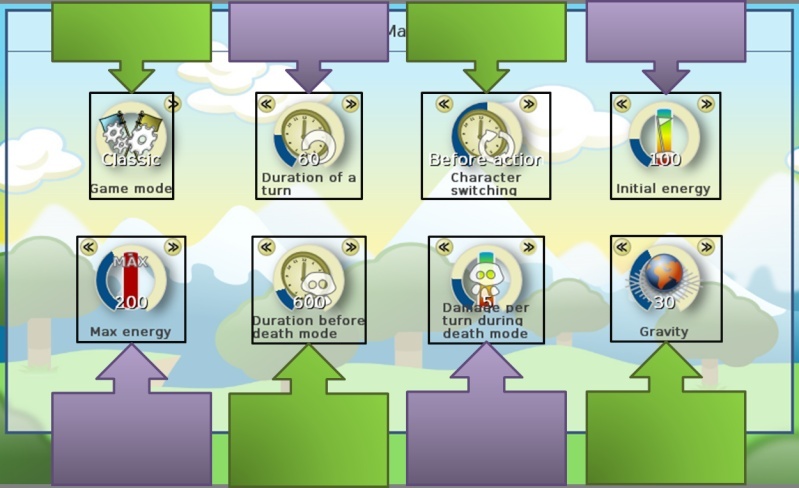 Ma
Classic
Game mode
60
Duration of a
turn
Before action
Character
switching
100
Initial energy
MAX
200
Max energy
600
Duration before
death mode
5
Damage per
turn during
death mode
30
Gravity